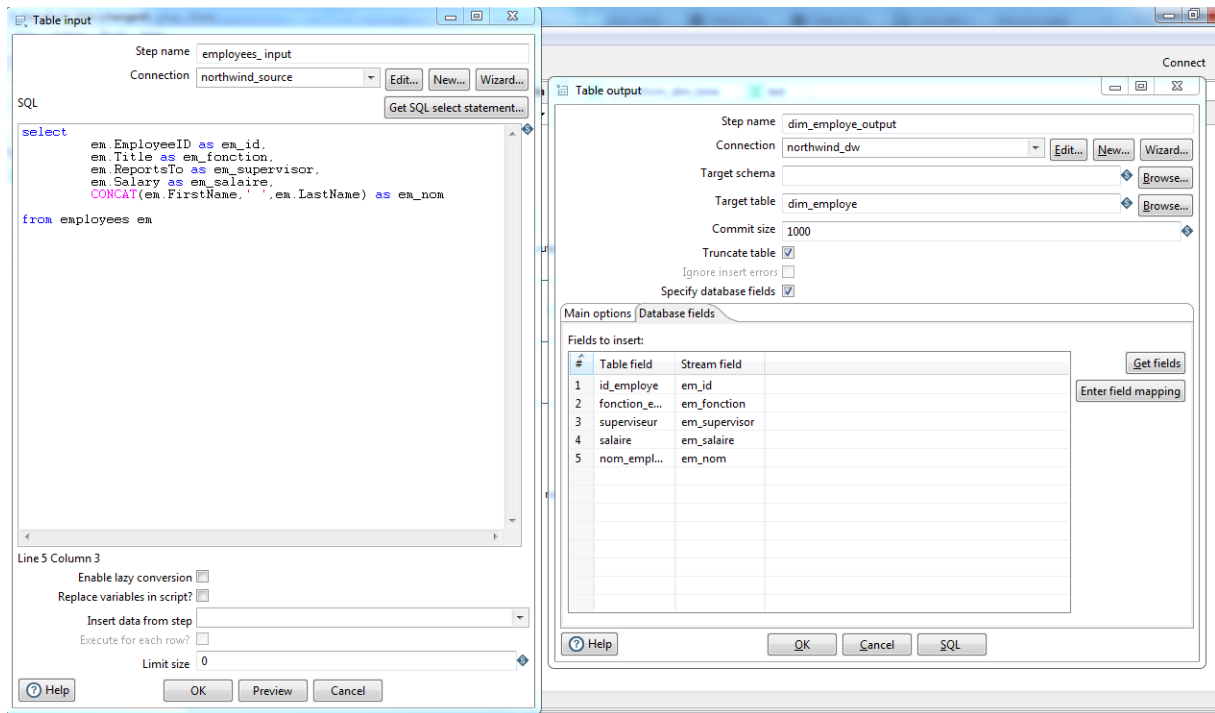 Table input
Step name employees_input
Connection northwind_source Edit... New... Wizard...
SQL Get SQL select statement...
select
em.EmployeeID as em_id,
em.Title as em_fonction,
em.ReportsTo as em_supervisor,
em.Salary as em_salaire,
CONCAT(em.FirstName,' ',em.LastName) as em_nom
from employees em
Line 5 Column 3
Enable lazy conversion
Replace variables in script?
Insert data from step
Execute for each row?
Limit size 0
Help OK Preview Cancel
Connect
Table output
Step name dim_employe_output
Connection northwind_dw Edit... New... Wizard...
Target schema Browse...
Target table dim_employe Browse...
Commit size 1000
Truncate table
Ignore insert errors
Specify database fields
Main options Database fields
Fields to insert:
# Table field Stream field Get fields
1 id_employe em_id
Enter field mapping
2 fonction_e... em_fonction
3 superviseur em_supervisor
4 salaire em_salaire
5 nom_empl... em_nom
Help OK Cancel SQL